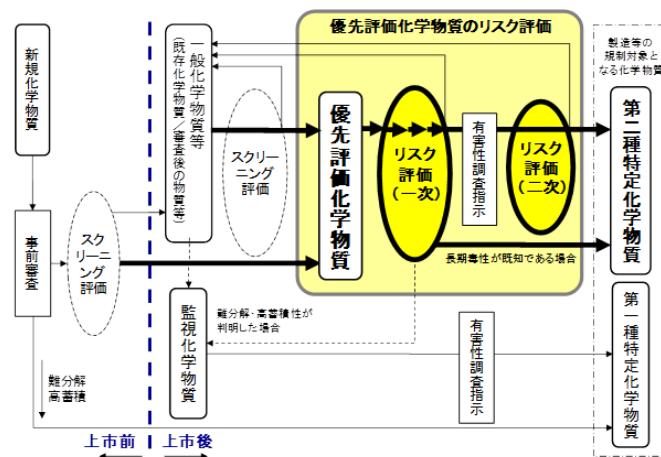 優先評価化学物質のリスク評価
新規化学物質
一般化学物質等
(既存化学物質/審査後の物質等)
製造等の
規制対象と
なる化学物質
スクリー
ニング
評価
優先評価化学物質
リスク
評価
(一次)
有害性調査指示
リスク
評価
(二次)
第二種特定化学物質
事前審査
スク
リーニ
ング
評価
長期毒性が既知である場合
監視化学物質
難分解・高蓄積性が
判明した場合
有害性調査指示
第一種特定化学物質
難分解
高蓄積
上市前
上市後